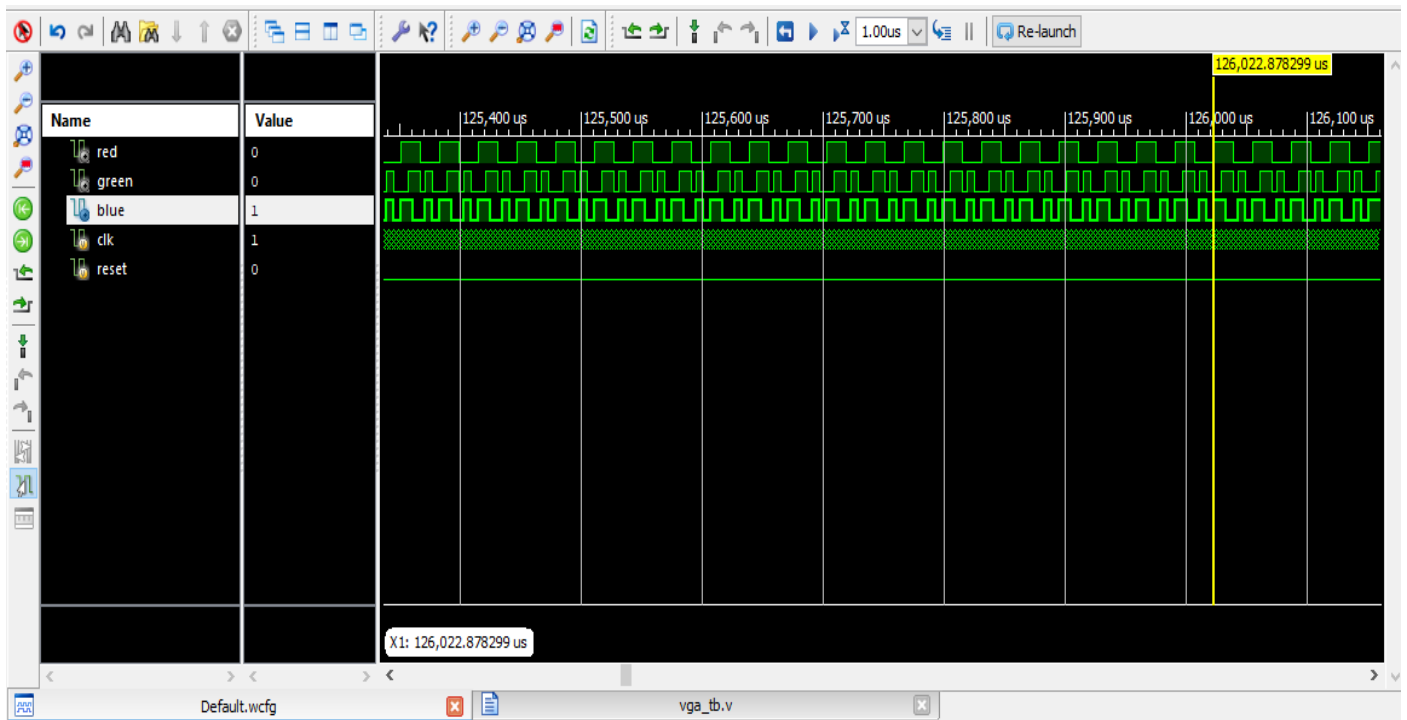 1.00us
Re-launch
126,022.878299 us
Name
Value
125,400 us
125,500 us
125,600 us
125,700 us
125,800 us
125,900 us
126,000 us
126,100 us
red
0
green
0
blue
1
clk
1
reset
0
X1: 126,022.878299 us
Default.wcfg
vga_tb.v